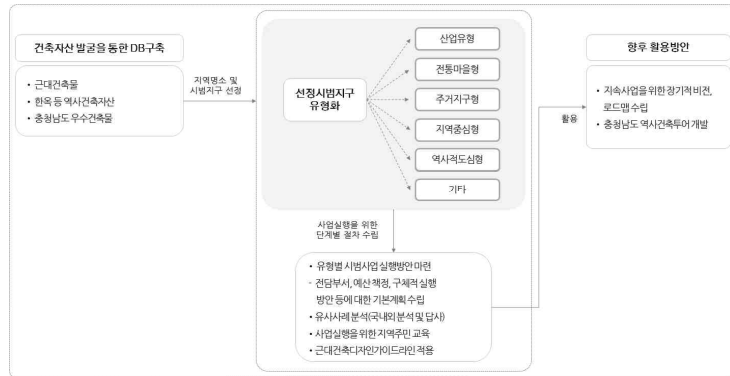 건축자산 발굴을 통한 DB구축
• 근대건축물
• 한옥 등 역사건축자산
• 충청남도 우수건축물
지역명소 및
시범지구 선정
선정시범지구
유형화
산업유형
전통마을형
주거지구형
지역중심형
역사적도심형
기타
사업실행을 위한
단계별 절차 수립
• 유형별 시범사업 실행방안 마련
- 전담부서, 예산 책정, 구체적 실행
방안 등에 대한 기본계획 수립
• 유사사례 분석(국내외 분석 및 답사)
• 사업실행을 위한 지역주민 교육
• 근대건축디자인가이드라인 적용
활용
향후 활용방안
• 지속사업을 위한 장기적 비전,
로드맵 수립
• 충청남도 역사건축투어 개발